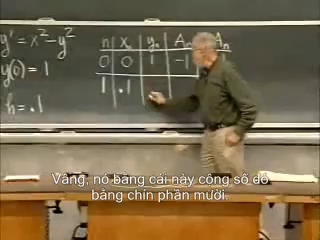 y' = x² - y²
y(0) = 1
h = .1
n xₙ yₙ Aₙ
0 0 1 -1
1 .1
Vâng, nó bằng cái này cộng số đó
bằng chín phần mười.